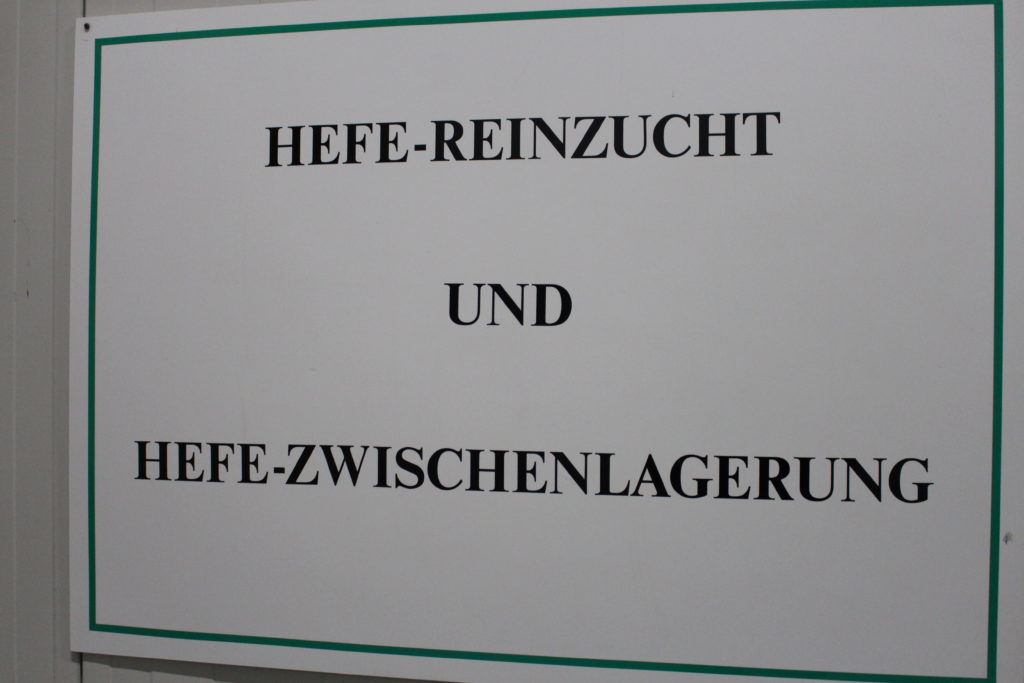 HEFE-REINZUCHT
UND
HEFE-ZWISCHENLAGERUNG